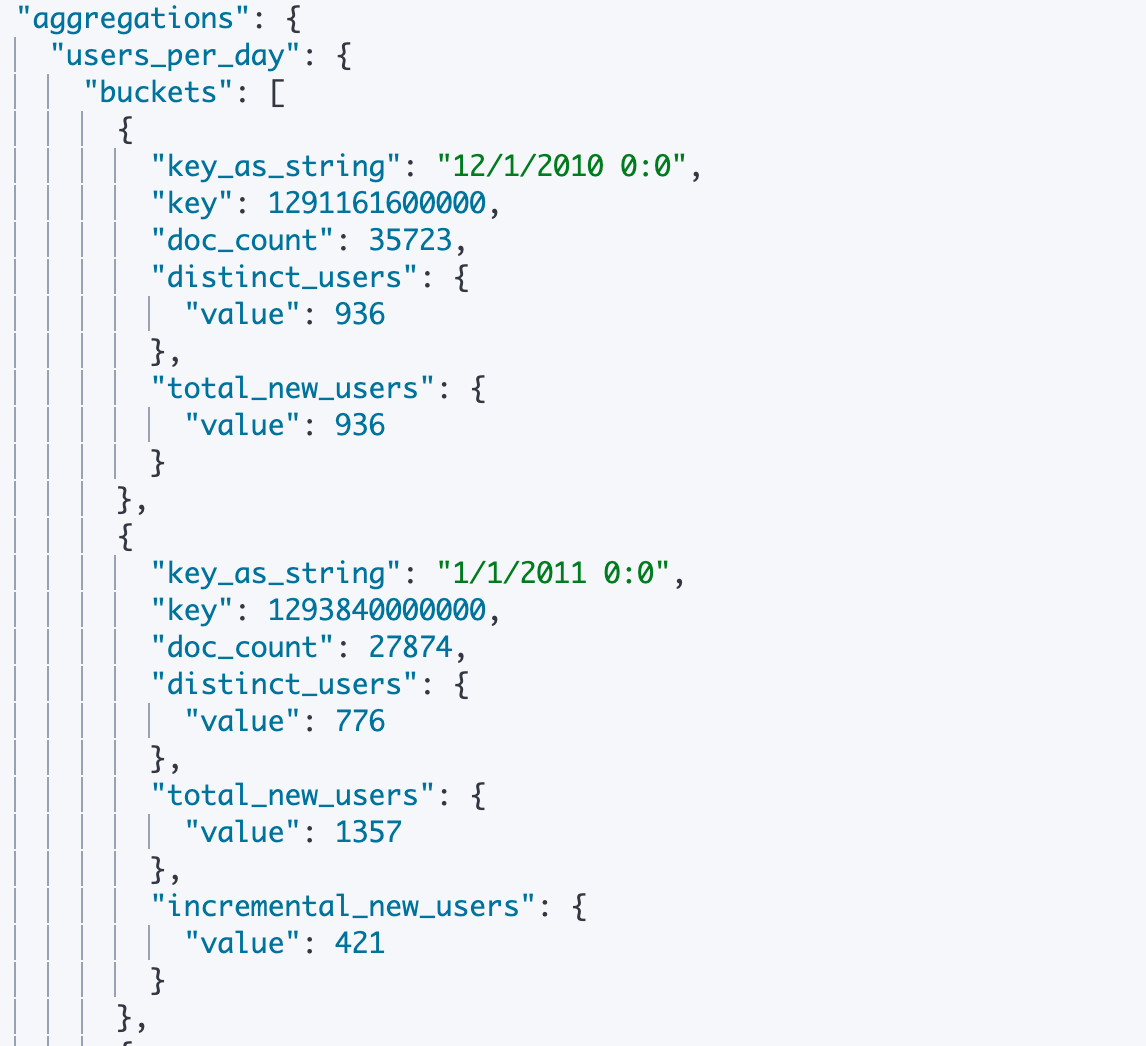 "aggregations": {
  "users_per_day": {
    "buckets": [
      {
        "key_as_string": "12/1/2010 0:0",
        "key": 1291161600000,
        "doc_count": 35723,
        "distinct_users": {
          "value": 936
        },
        "total_new_users": {
          "value": 936
        }
      },
      {
        "key_as_string": "1/1/2011 0:0",
        "key": 1293840000000,
        "doc_count": 27874,
        "distinct_users": {
          "value": 776
        },
        "total_new_users": {
          "value": 1357
        },
        "incremental_new_users": {
          "value": 421
        }
      },